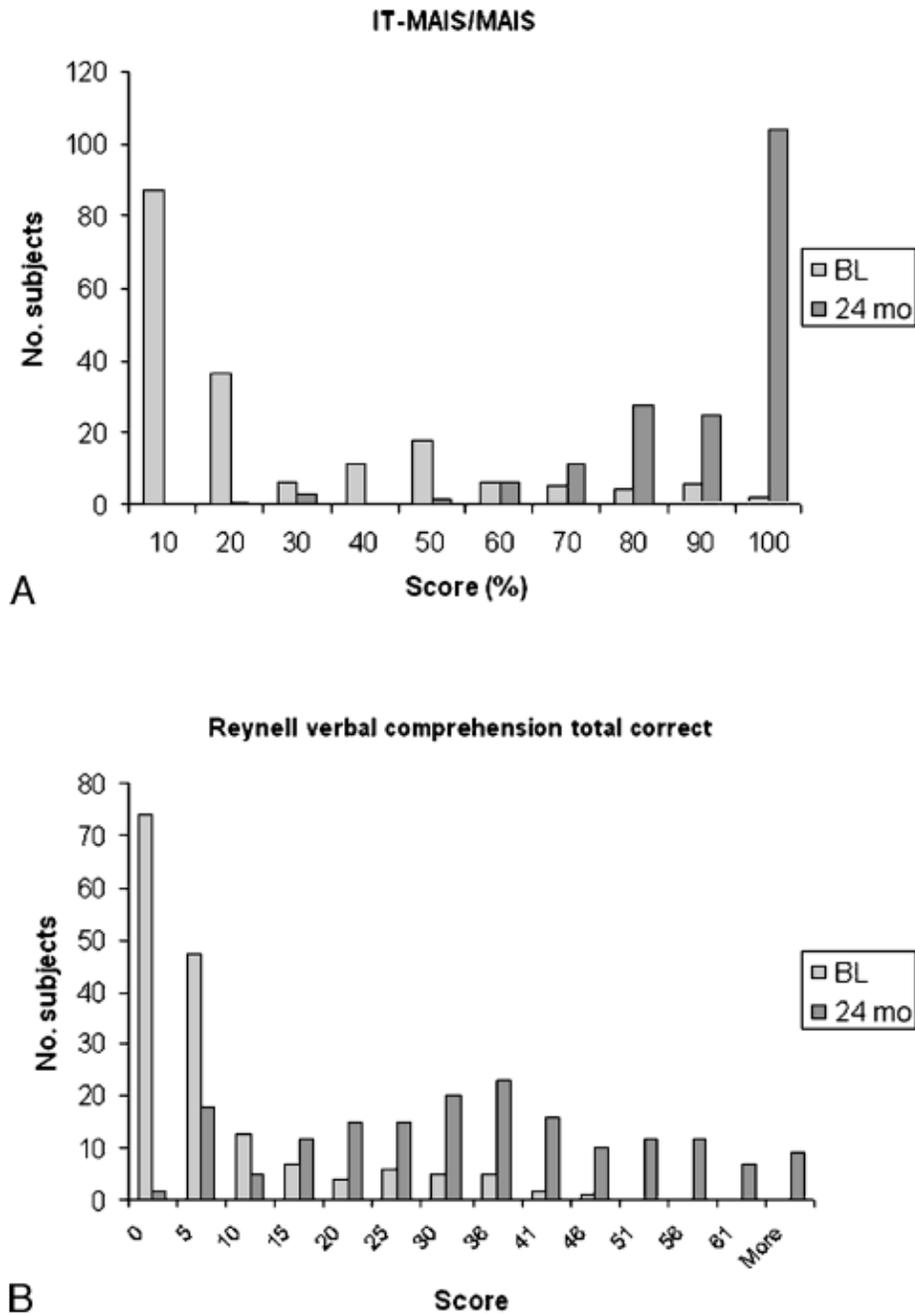 IT-MAIS/MAIS
120
100
80
60
40
20
0
No. subjects
10 20 30 40 50 60 70 80 90 100
Score (%)
BL
24 mo
A
Reynell verbal comprehension total correct
80
70
60
50
40
30
20
10
0
No. subjects
0 5 10 15 20 25 30 36 41 46 51 56 61 More
Score
BL
24 mo
B